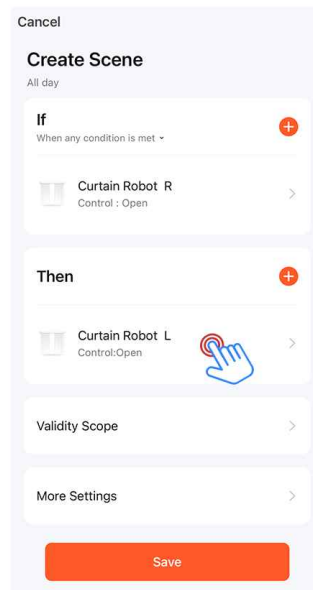 Cancel
Create Scene
All day
If
When any condition is met
Curtain Robot R
Control : Open
Then
Curtain Robot L
Control:Open
Validity Scope
More Settings
Save